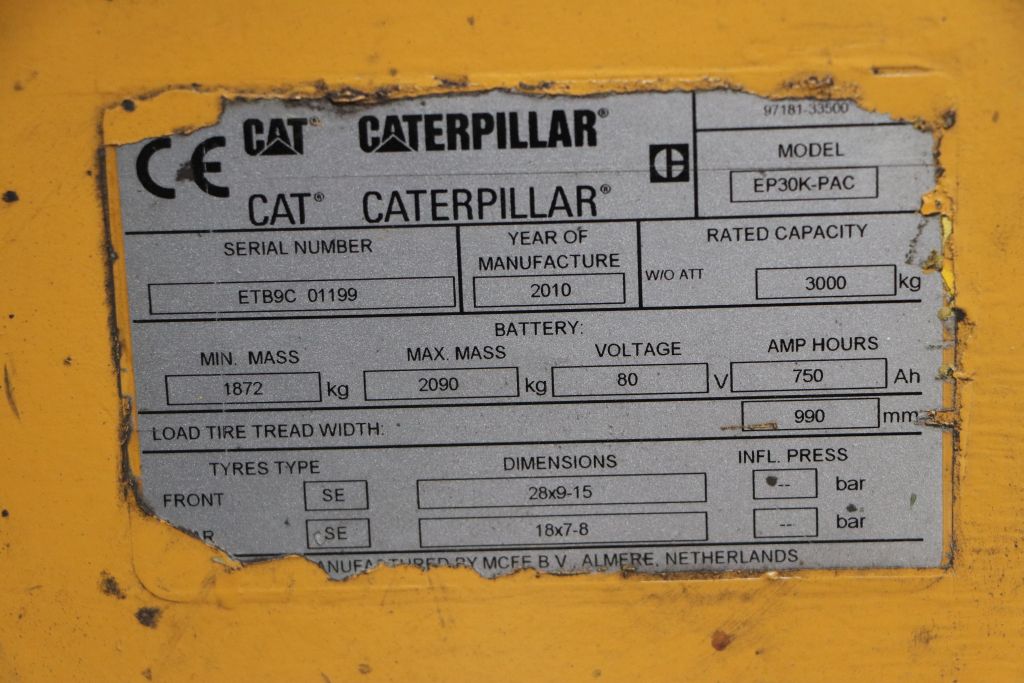 CE CAT® CATERPILLAR®
CAT® CATERPILLAR®
97181-33500
MODEL
EP30K-PAC
SERIAL NUMBER
ETB9C 01199
YEAR OF
MANUFACTURE
2010
RATED CAPACITY
W/O ATT 3000 kg
BATTERY:
MIN. MASS MAX. MASS VOLTAGE AMP HOURS
1872 kg 2090 kg 80 V 750 Ah
LOAD TIRE TREAD WIDTH: 990 mm
TYRES TYPE DIMENSIONS INFL. PRESS
FRONT SE 28x9-15 -- bar
AR SE 18x7-8 -- bar
ANUFACTURED BY MCFE B.V., ALMERE, NETHERLANDS.